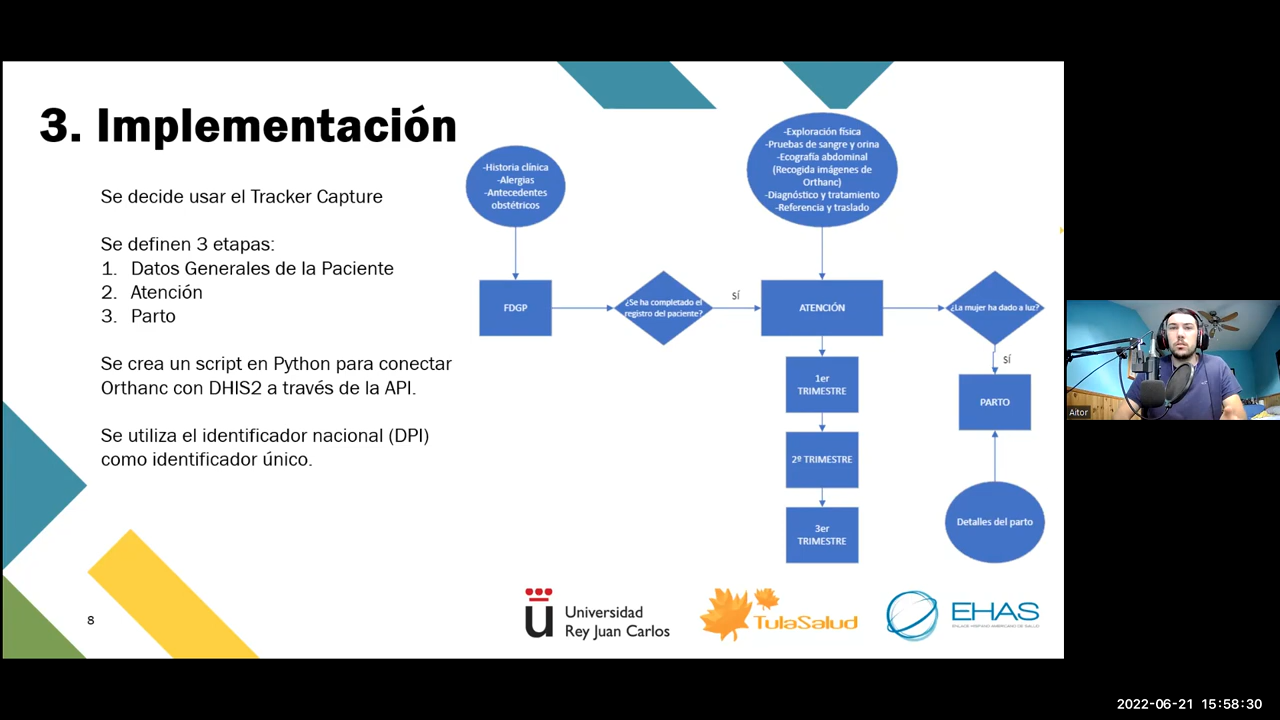 3. Implementación
Se decide usar el Tracker Capture
Se definen 3 etapas:
1. Datos Generales de la Paciente
2. Atención
3. Parto
Se crea un script en Python para conectar
Orthanc con DHIS2 a través de la API.
Se utiliza el identificador nacional (DPI)
como identificador único.
8
-Historia clínica
-Alergias
-Antecedentes
obstétricos
-Exploración física
-Pruebas de sangre y orina
-Ecografía abdominal
(Recogida imágenes de
Orthanc)
-Diagnóstico y tratamiento
-Referencia y traslado
FDGP
¿Se ha completado el
registro del paciente?
sí
ATENCIÓN
¿La mujer ha dado a luz?
sí
1er
TRIMESTRE
2º TRIMESTRE
3er
TRIMESTRE
PARTO
Detalles del parto
Universidad
Rey Juan Carlos
TulaSalud
EHAS
ENLACE HISPANO AMERICANO DE SALUD
Aitor
2022-06-21 15:58:30